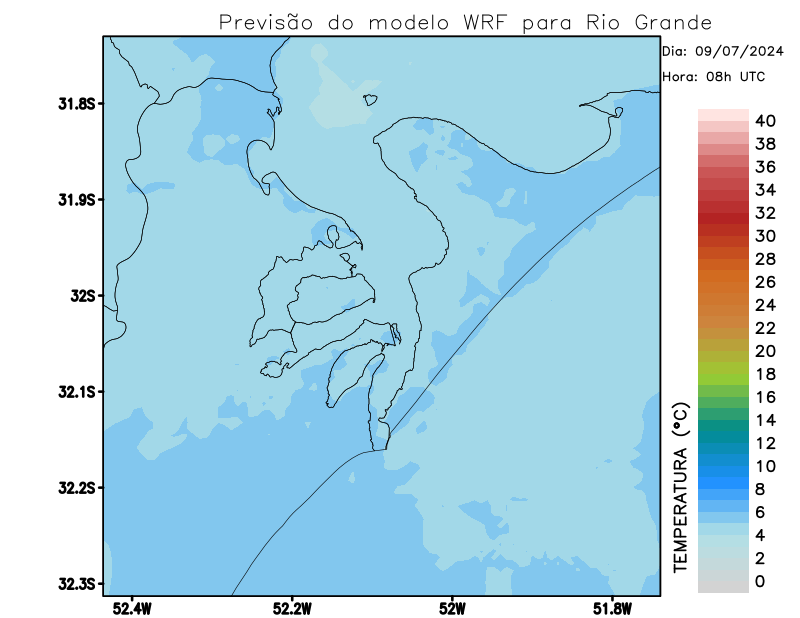 Previsão do modelo WRF para Rio Grande
Dia: 09/07/2024
Hora: 08h UTC
31.8S
31.9S
32S
32.1S
32.2S
32.3S
52.4W
52.2W
52W
51.8W
TEMPERATURA (°C)
40
38
36
34
32
30
28
26
24
22
20
18
16
14
12
10
8
6
4
2
0